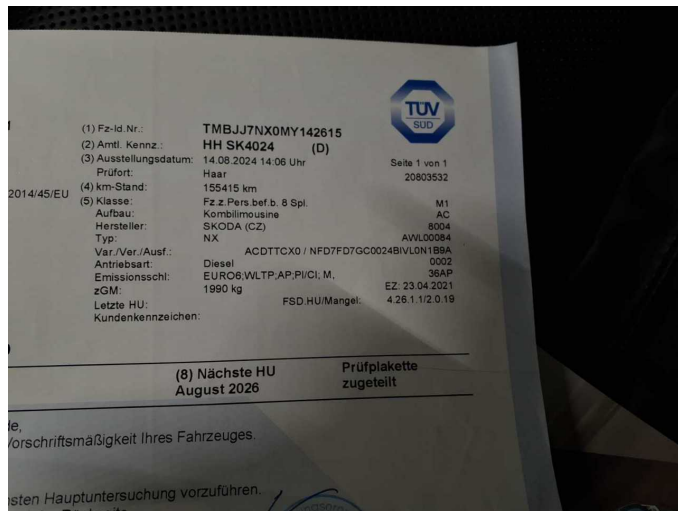 TÜV
SÜD
(1) Fz-Id.Nr.: TMBJJ7NX0MY142615
(2) Amtl. Kennz.: HH SK4024 (D)
(3) Ausstellungsdatum: 14.08.2024 14:06 Uhr Seite 1 von 1
Prüfort: Haar 20803532
2014/45/EU (4) km-Stand: 155415 km
(5) Klasse: Fz.z.Pers.bef.b. 8 Spl. M1
Aufbau: Kombilimousine AC
Hersteller: SKODA (CZ) 8004
Typ: NX AWL00084
Var./Ver./Ausf.: ACDTTCX0 / NFD7FD7GC0024BIVL0N1B9A
Antriebsart: Diesel 0002
Emissionsschl: EURO6;WLTP;AP;PI/CI; M, 36AP
zGM: 1990 kg EZ: 23.04.2021
Letzte HU: FSD.HU/Mangel: 4.26.1.1/2.0.19
Kundenkennzeichen:
(8) Nächste HU Prüfplakette
August 2026 zugeteilt
de,
Vorschriftsmäßigkeit Ihres Fahrzeuges.
hsten Hauptuntersuchung vorzuführen.